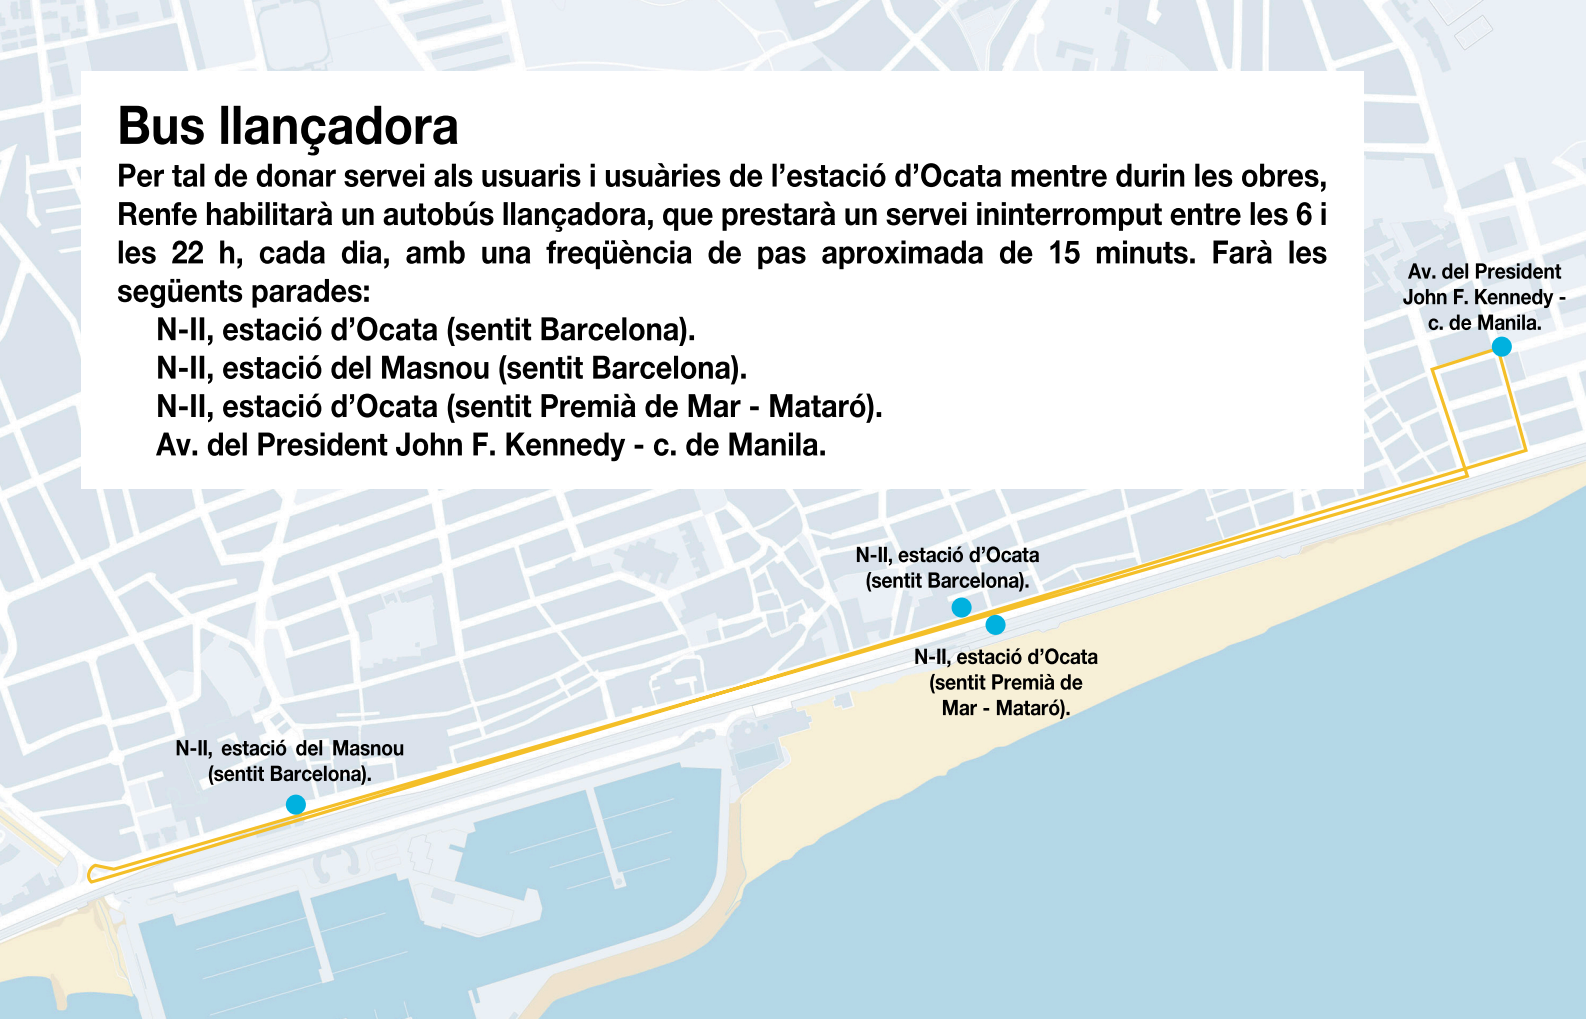 Bus llançadora
Per tal de donar servei als usuaris i usuàries de l’estació d’Ocata mentre durin les obres,
Renfe habilitarà un autobús llançadora, que prestarà un servei ininterromput entre les 6 i
les 22 h, cada dia, amb una freqüència de pas aproximada de 15 minuts. Farà les
següents parades:
N-II, estació d’Ocata (sentit Barcelona).
N-II, estació del Masnou (sentit Barcelona).
N-II, estació d’Ocata (sentit Premià de Mar - Mataró).
Av. del President John F. Kennedy - c. de Manila.
Av. del President
John F. Kennedy -
c. de Manila.
N-II, estació d’Ocata
(sentit Barcelona).
N-II, estació d’Ocata
(sentit Premià de
Mar - Mataró).
N-II, estació del Masnou
(sentit Barcelona).